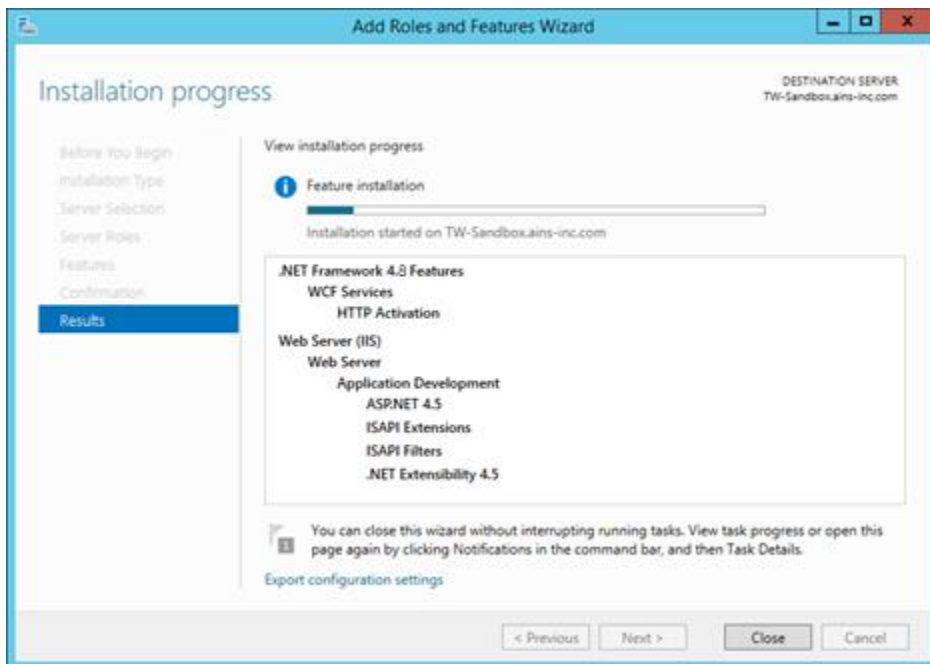 Add Roles and Features Wizard
Installation progress
DESTINATION SERVER
TW-Sandbox.ains-inc.com
Before You Begin
Installation Type
Server Selection
Server Roles
Features
Confirmation
Results
View installation progress
Feature installation
Installation started on TW-Sandbox.ains-inc.com
.NET Framework 4.8 Features
WCF Services
HTTP Activation
Web Server (IIS)
Web Server
Application Development
ASP.NET 4.5
ISAPI Extensions
ISAPI Filters
.NET Extensibility 4.5
1
You can close this wizard without interrupting running tasks. View task progress or open this
page again by clicking Notifications in the command bar, and then Task Details.
Export configuration settings
< Previous
Next >
Close
Cancel